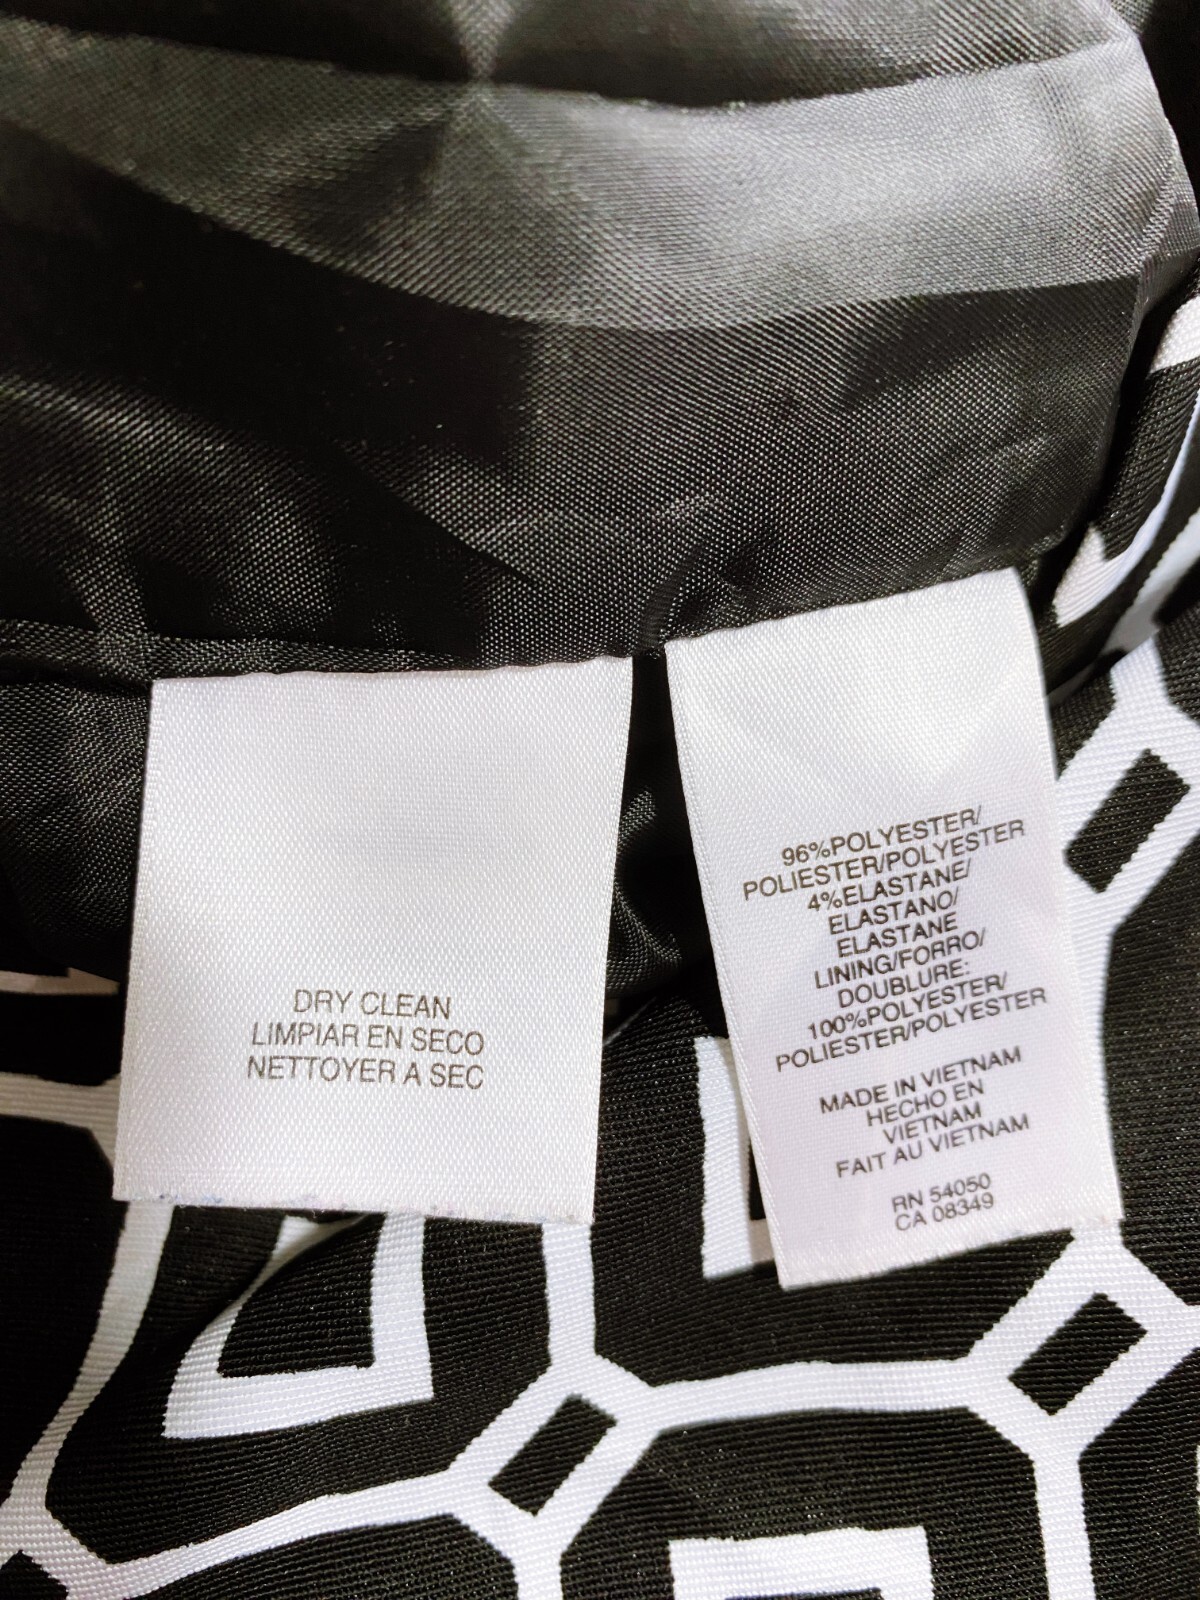 DRY CLEAN
LIMPIAR EN SECO
NETTOYER A SEC
96%POLYESTER/
POLIESTER/POLYESTER
4%ELASTANE/
ELASTANO/
ELASTANE
LINING/FORRO/
DOUBLURE:
100%POLYESTER/
POLIESTER/POLYESTER
MADE IN VIETNAM
HECHO EN
VIETNAM
FAIT AU VIETNAM
RN 54050
CA 08349